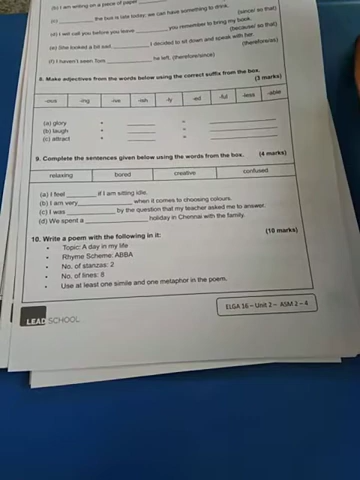 (b) I am writing on a piece of paper
(c) the bus is late today; we can have something to drink.
(since/ so that)
(d) I will call you before you leave you remember to bring my book.
(because/ so that)
(e) She looked a bit sad I decided to sit down and speak with her.
(therefore/as)
(f) I haven't seen Tom he left. (therefore/since)
8. Make adjectives from the words below using the correct suffix from the box.
(3 marks)
-ous -ing -ive -ish -ly -ed -ful -less -able
(a) glory + =
(b) laugh + =
(c) attract + =
9. Complete the sentences given below using the words from the box. (4 marks)
relaxing bored creative confused
(a) I feel if I am sitting idle.
(b) I am very when it comes to choosing colours.
(c) I was by the question that my teacher asked me to answer.
(d) We spent a holiday in Chennai with the family.
10. Write a poem with the following in it: (10 marks)
• Topic: A day in my life
• Rhyme Scheme: ABBA
• No. of stanzas: 2
• No. of lines: 8
• Use at least one simile and one metaphor in the poem.
LEAD SCHOOL
ELGA 16 – Unit 2 – ASM 2 – 4